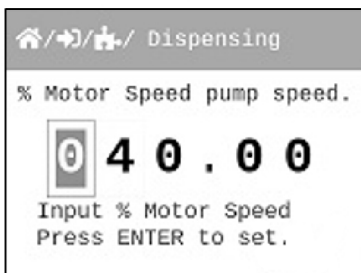 / / / Dispensing
% Motor Speed pump speed.
040.00
Input % Motor Speed
Press ENTER to set.